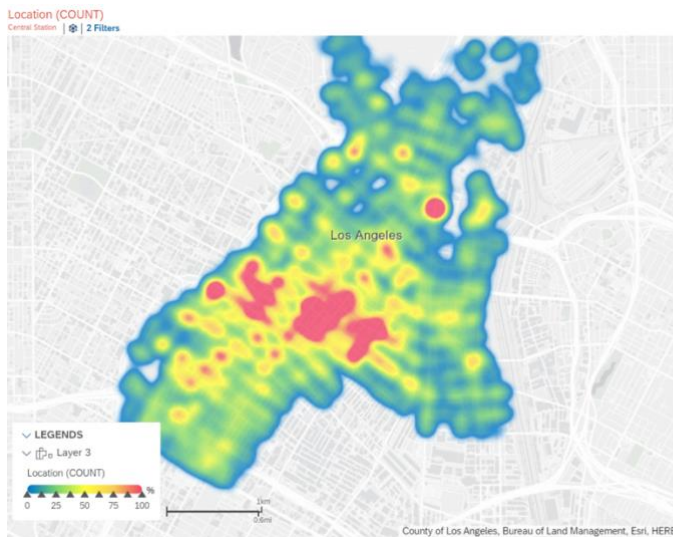 Location (COUNT)
Central Station | 2 Filters
Los Angeles
LEGENDS
Layer 3
Location (COUNT)
%
0 25 50 75 100
1km
0.6mi
County of Los Angeles, Bureau of Land Management, Esri, HERE